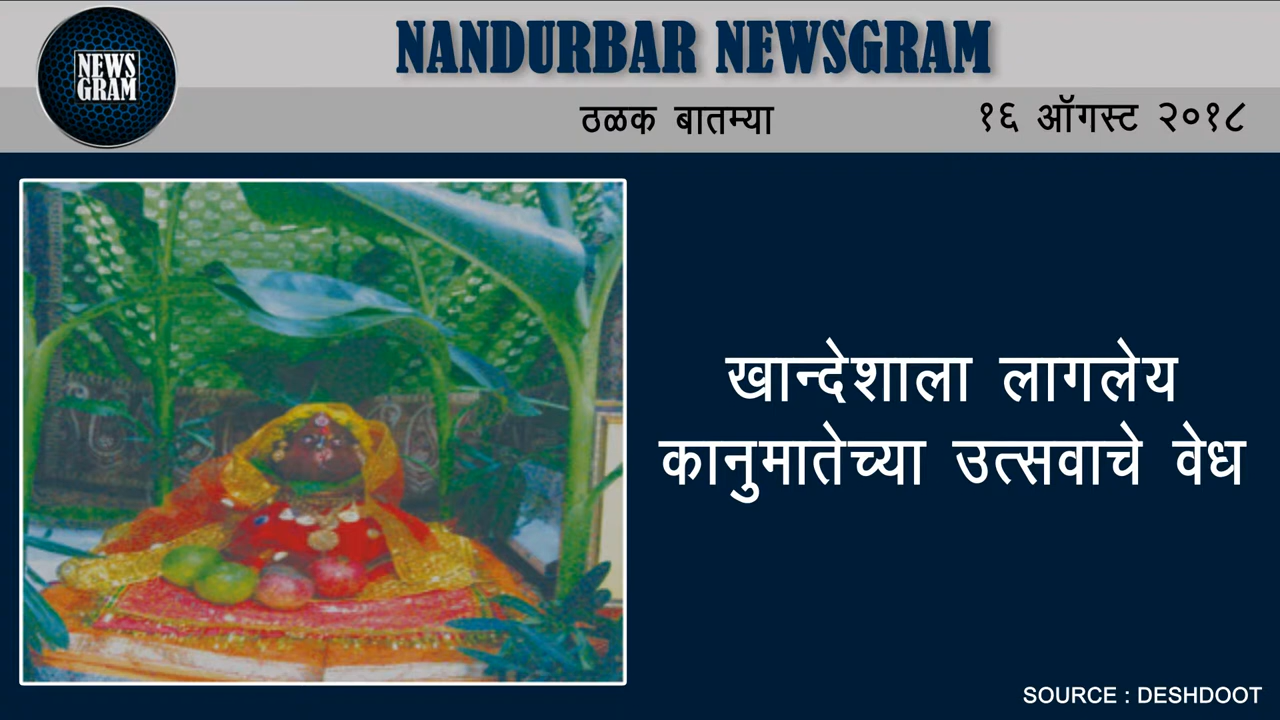 NEWS
GRAM
NANDURBAR NEWSGRAM
ठळक बातम्या
१६ ऑगस्ट २०१८
खान्देशाला लागलेय
कानुमातेच्या उत्सवाचे वेध
SOURCE : DESHDOOT